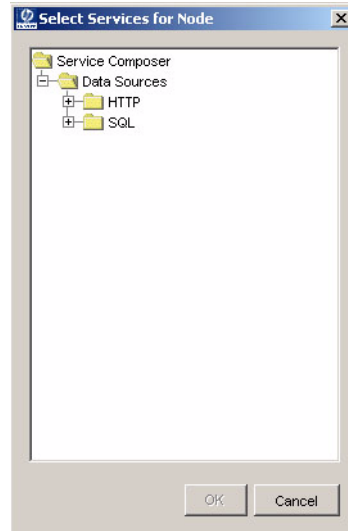 Select Services for Node
Service Composer
Data Sources
HTTP
SQL
OK
Cancel